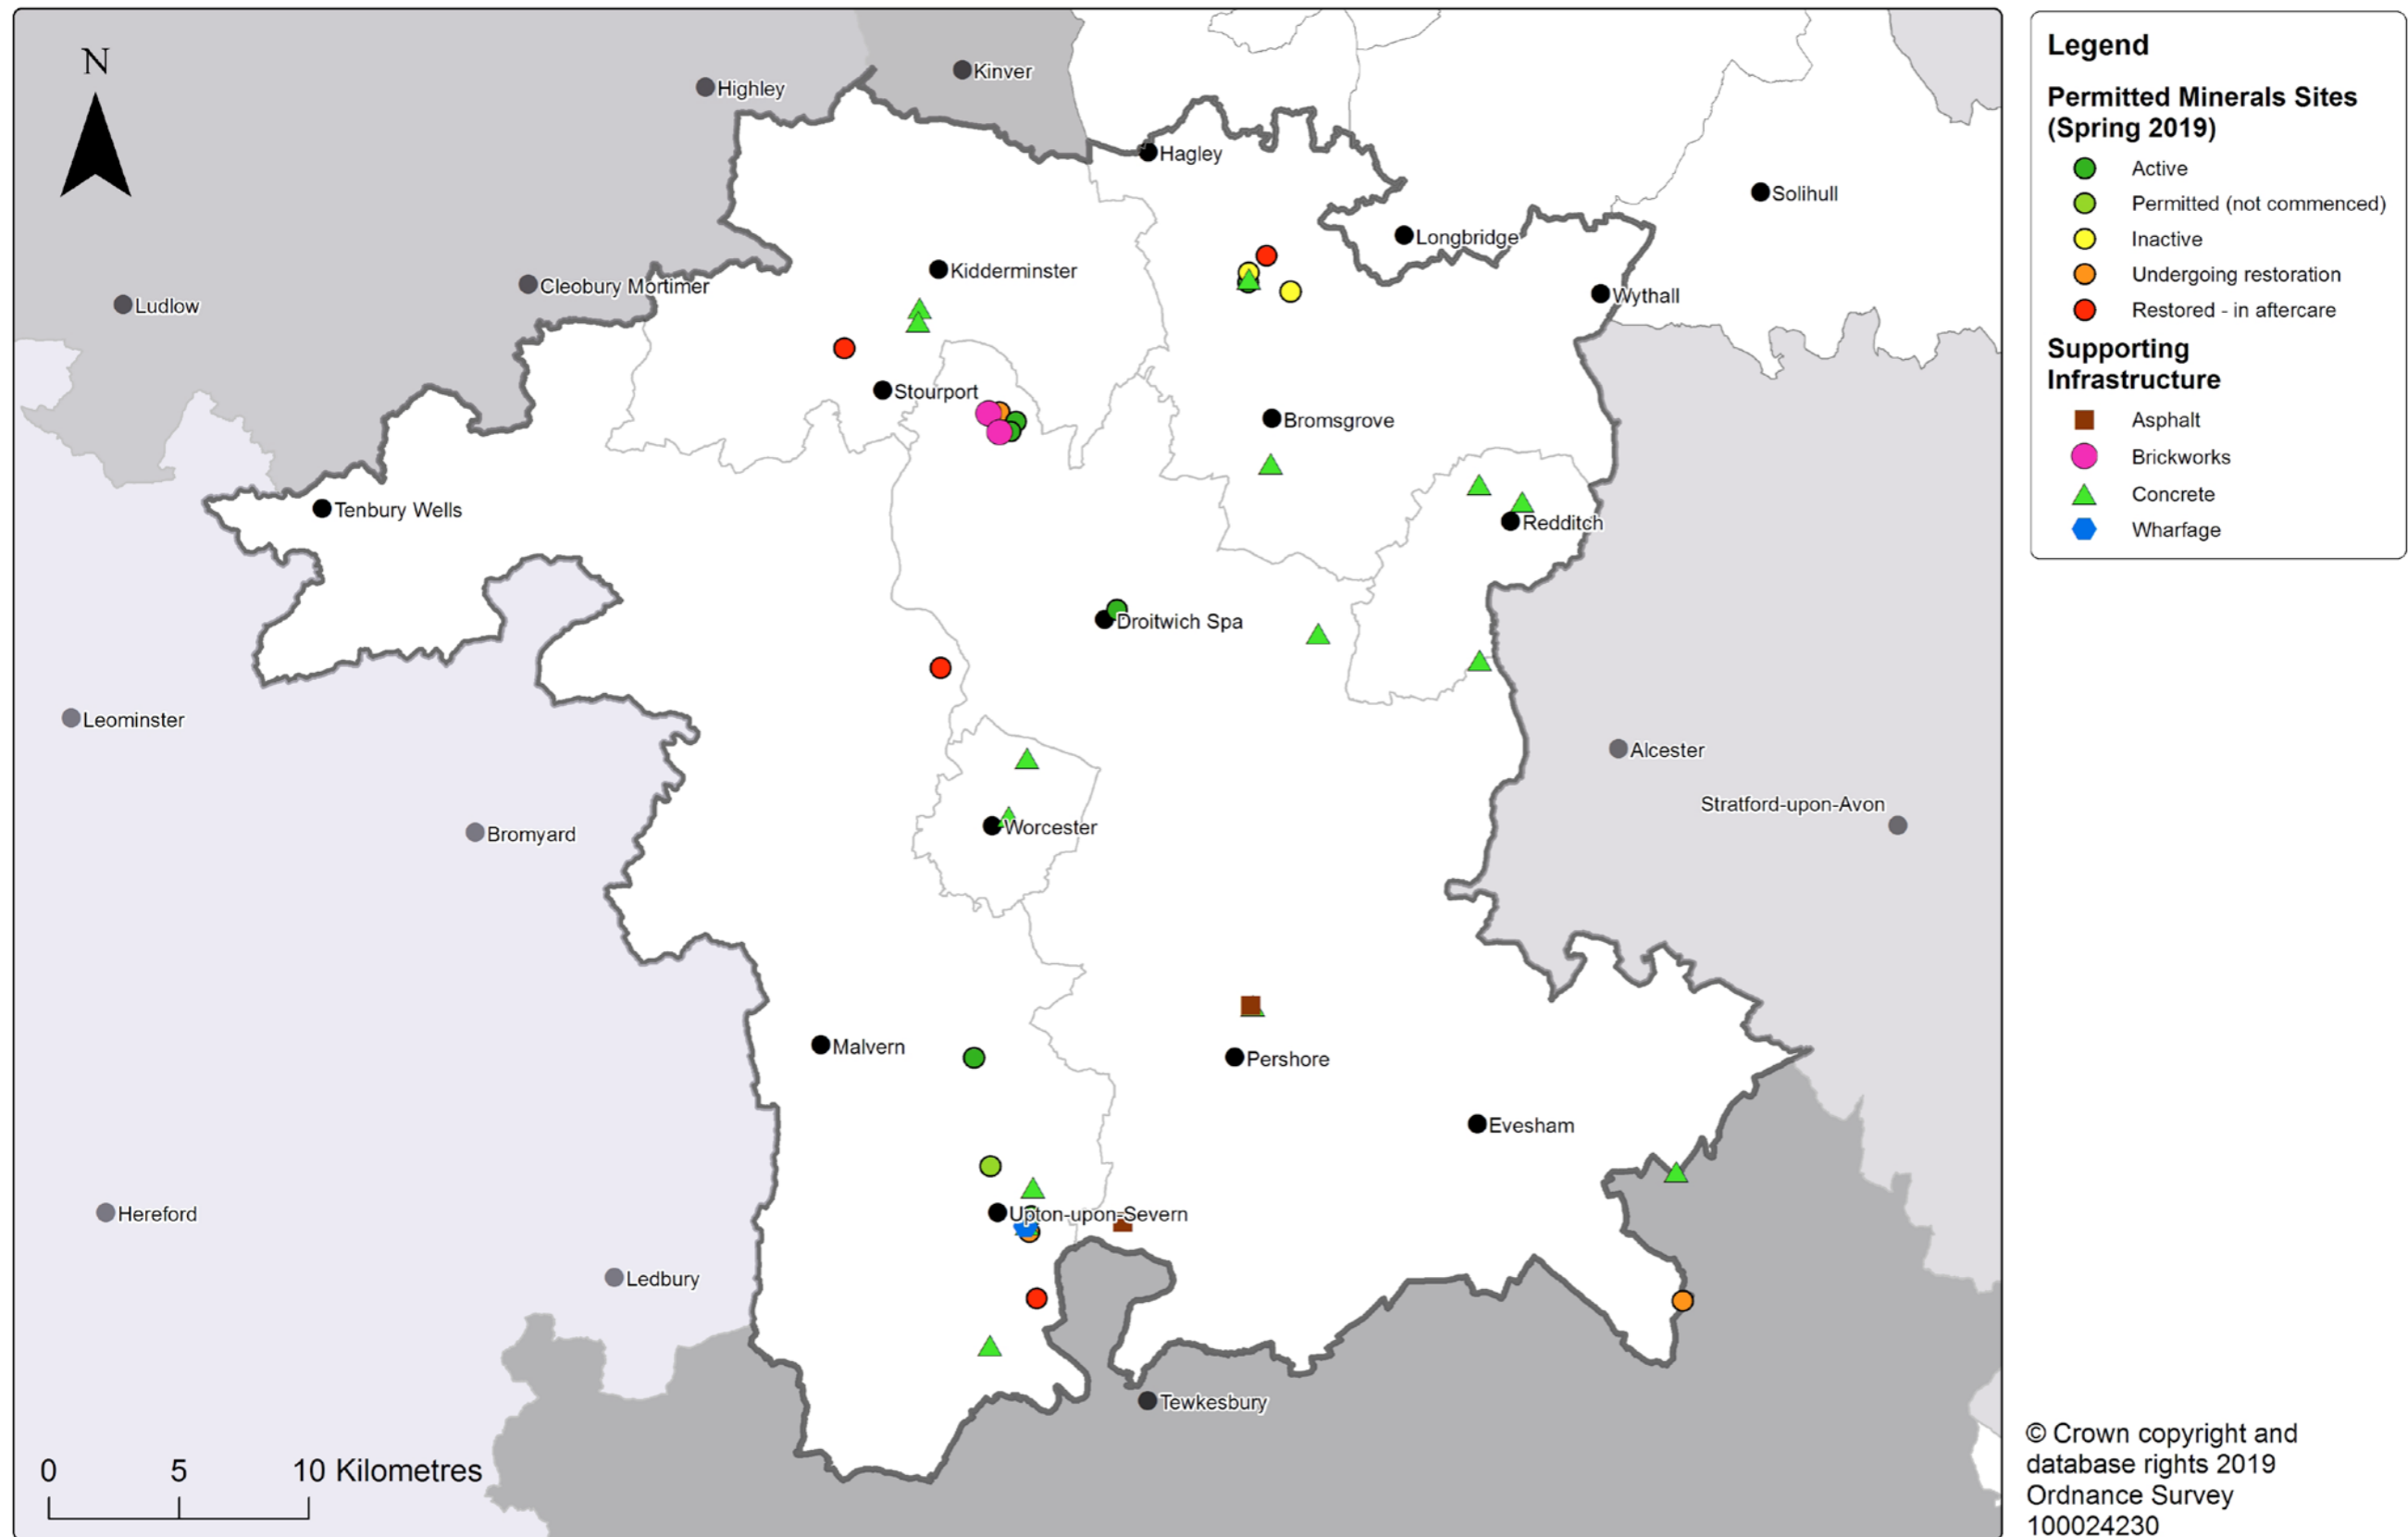 N
Kinver
Highley
Hagley
Solihull
Longbridge
Kidderminster
Cleobury Mortimer
Wythall
Ludlow
Stourport
Bromsgrove
Tenbury Wells
Redditch
Droitwich Spa
Leominster
Alcester
Stratford-upon-Avon
Worcester
Bromyard
Malvern
Pershore
Evesham
Hereford
Upton-upon-Severn
Ledbury
Tewkesbury
0 5 10 Kilometres
Legend
Permitted Minerals Sites
(Spring 2019)
Active
Permitted (not commenced)
Inactive
Undergoing restoration
Restored - in aftercare
Supporting
Infrastructure
Asphalt
Brickworks
Concrete
Wharfage
© Crown copyright and
database rights 2019
Ordnance Survey
100024230